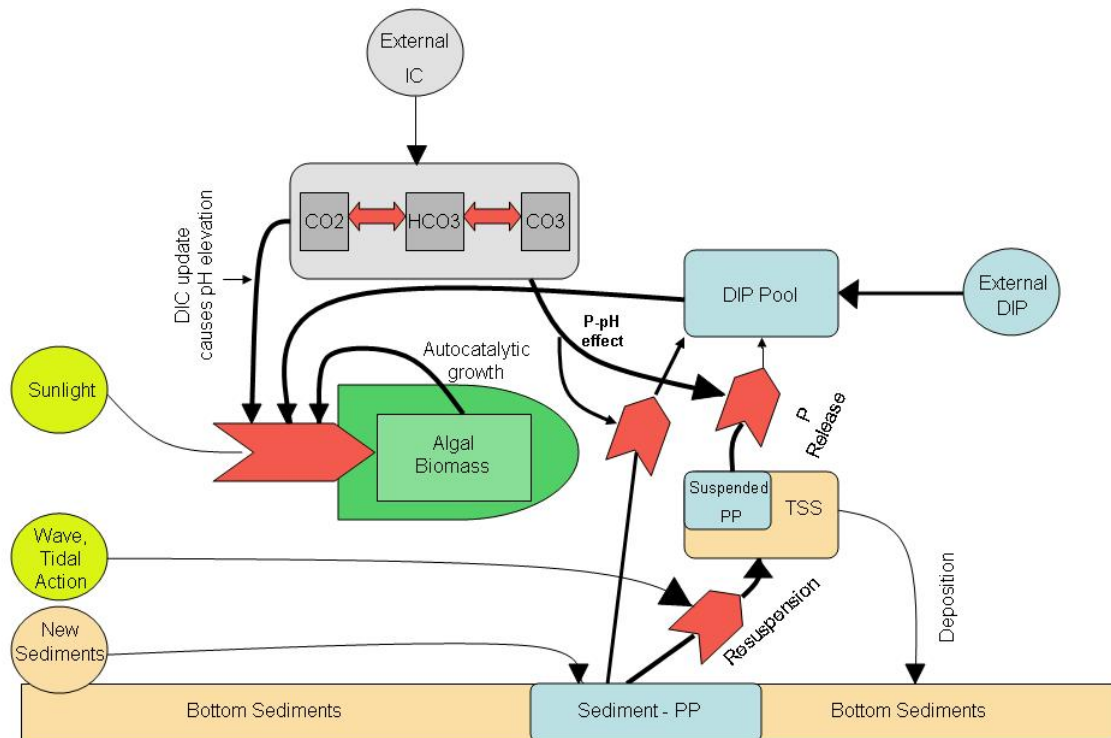 External
IC
CO2
HCO3
CO3
DIC update
causes pH elevation
DIP Pool
External
DIP
P-pH
effect
Autocatalytic
growth
Sunlight
Algal
Biomass
P
Release
Suspended
PP
TSS
Wave,
Tidal
Action
Resuspension
Deposition
New
Sediments
Bottom Sediments
Sediment - PP
Bottom Sediments